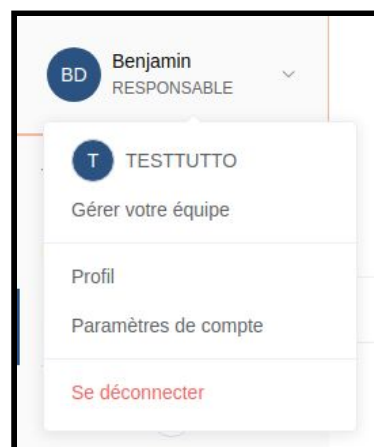 BD
Benjamin
RESPONSABLE
T TESTTUTTO
Gérer votre équipe
Profil
Paramètres de compte
Se déconnecter